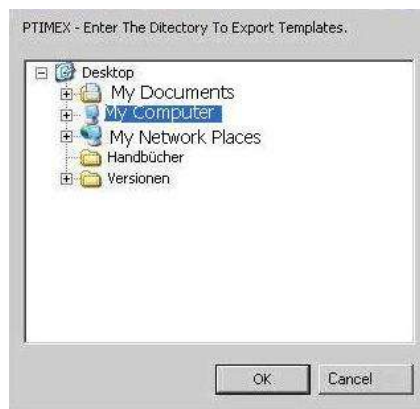 PTIMEX - Enter The Ditectory To Export Templates.
Desktop
My Documents
My Computer
My Network Places
Handbücher
Versionen
OK
Cancel